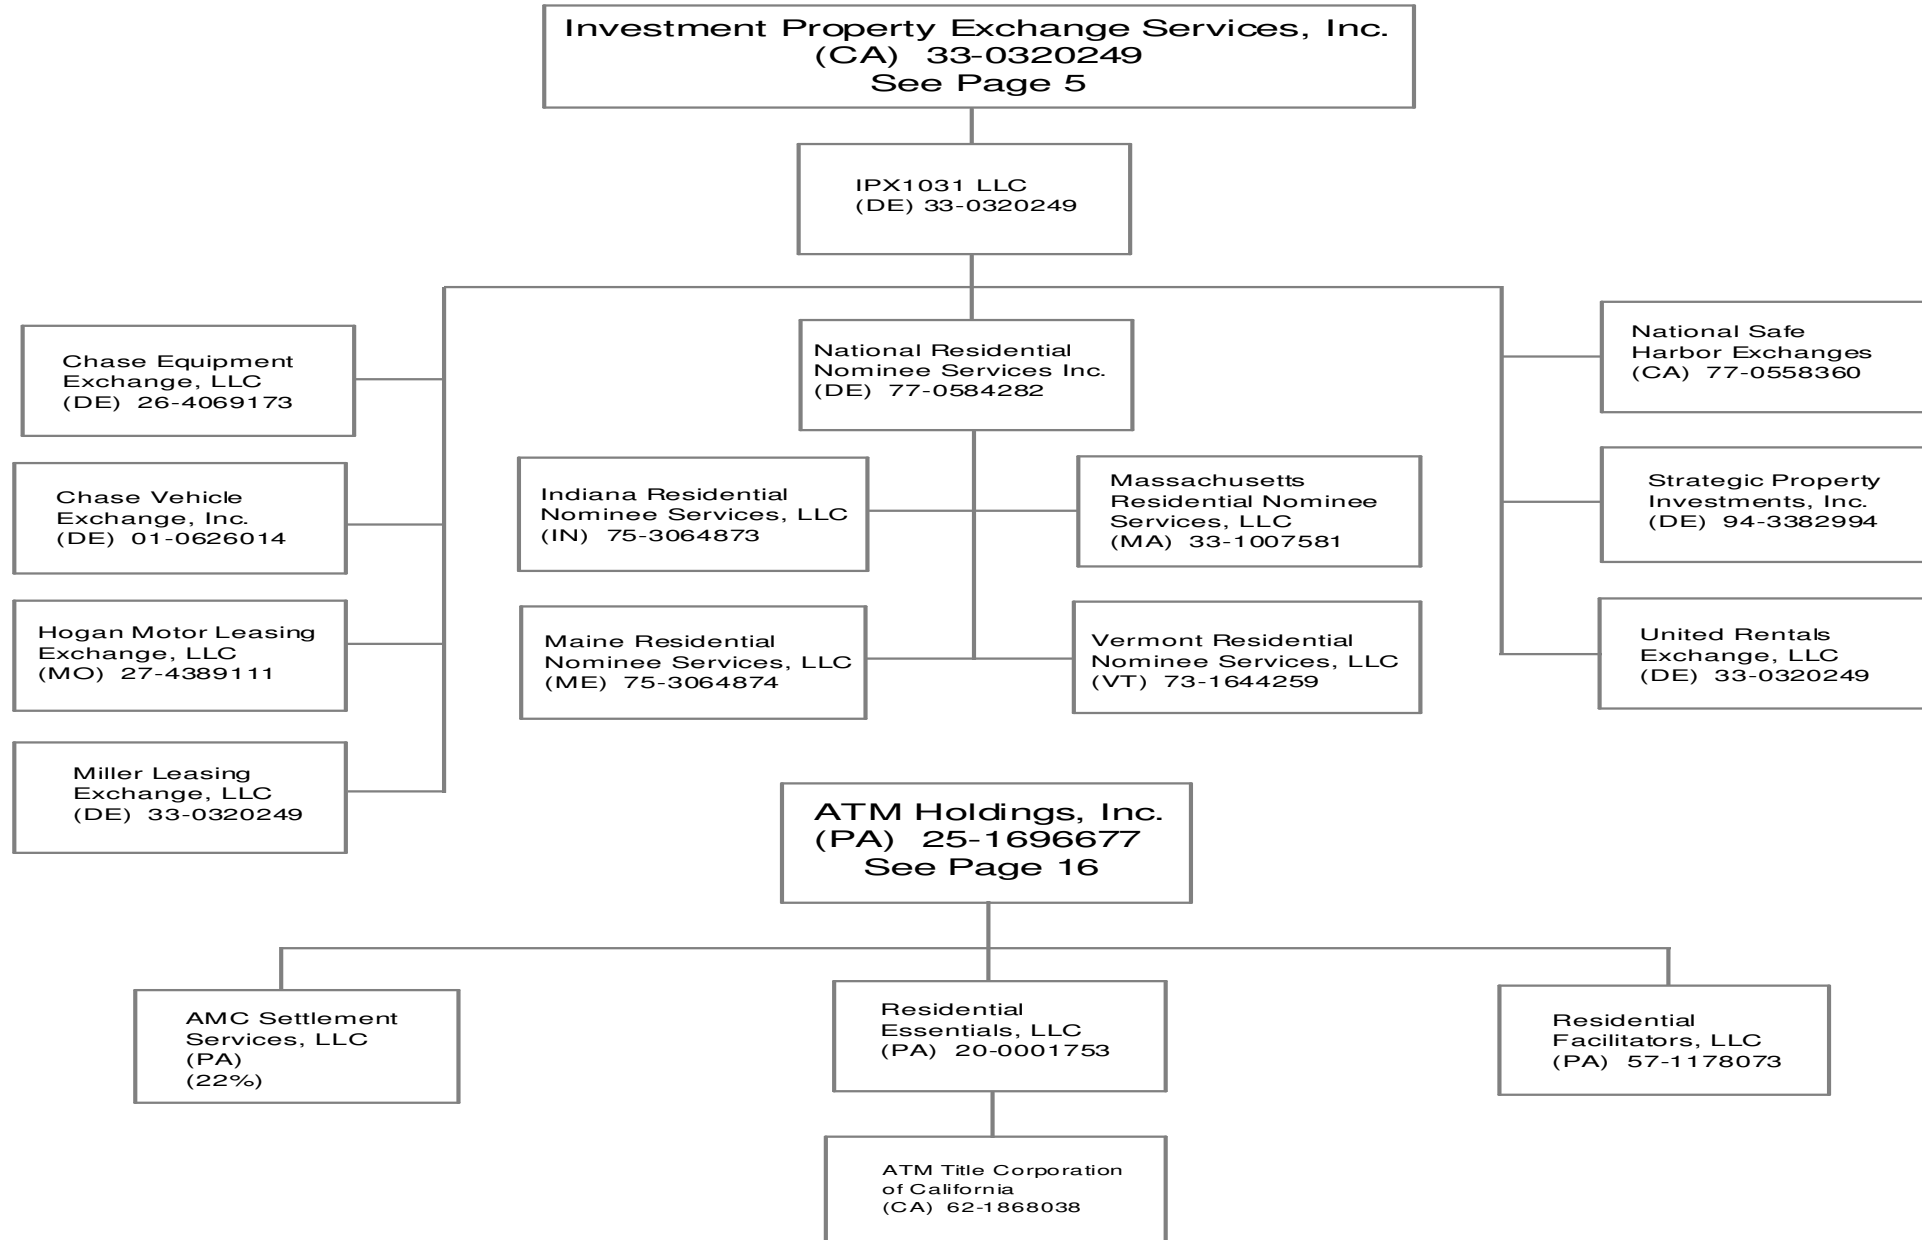 Investment Property Exchange Services, Inc.
(CA) 33-0320249
See Page 5
IPX1031 LLC
(DE) 33-0320249
Chase Equipment
Exchange, LLC
(DE) 26-4069173
National Residential
Nominee Services Inc.
(DE) 77-0584282
National Safe
Harbor Exchanges
(CA) 77-0558360
Chase Vehicle
Exchange, Inc.
(DE) 01-0626014
Indiana Residential
Nominee Services, LLC
(IN) 75-3064873
Massachusetts
Residential Nominee
Services, LLC
(MA) 33-1007581
Strategic Property
Investments, Inc.
(DE) 94-3382994
Hogan Motor Leasing
Exchange, LLC
(MO) 27-4389111
Maine Residential
Nominee Services, LLC
(ME) 75-3064874
Vermont Residential
Nominee Services, LLC
(VT) 73-1644259
United Rentals
Exchange, LLC
(DE) 33-0320249
Miller Leasing
Exchange, LLC
(DE) 33-0320249
ATM Holdings, Inc.
(PA) 25-1696677
See Page 16
AMC Settlement
Services, LLC
(PA)
(22%)
Residential
Essentials, LLC
(PA) 20-0001753
Residential
Facilitators, LLC
(PA) 57-1178073
ATM Title Corporation
of California
(CA) 62-1868038